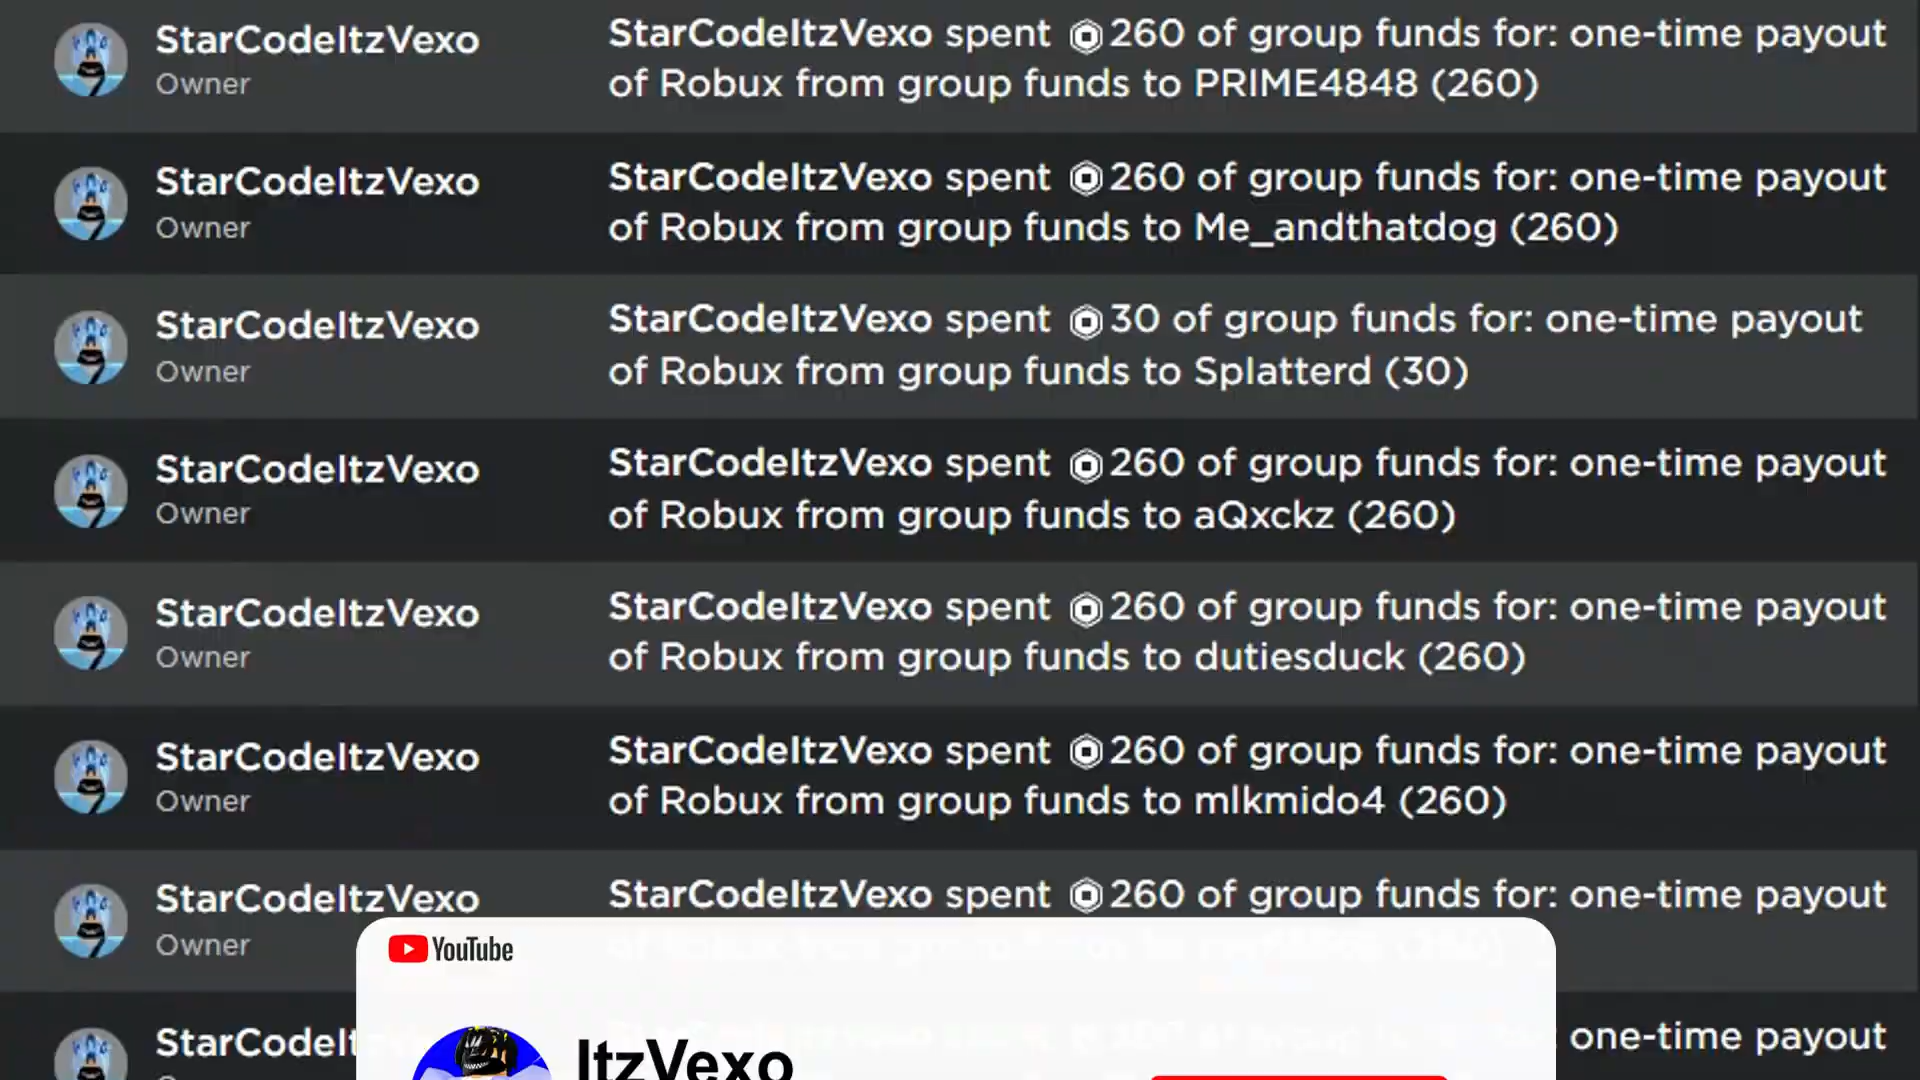 StarCodeItzVexo
Owner
StarCodeItzVexo spent 260 of group funds for: one-time payout
of Robux from group funds to PRIME4848 (260)
StarCodeItzVexo
Owner
StarCodeItzVexo spent 260 of group funds for: one-time payout
of Robux from group funds to Me_andthatdog (260)
StarCodeItzVexo
Owner
StarCodeItzVexo spent 30 of group funds for: one-time payout
of Robux from group funds to Splatterd (30)
StarCodeItzVexo
Owner
StarCodeItzVexo spent 260 of group funds for: one-time payout
of Robux from group funds to aQxckz (260)
StarCodeItzVexo
Owner
StarCodeItzVexo spent 260 of group funds for: one-time payout
of Robux from group funds to dutiesduck (260)
StarCodeItzVexo
Owner
StarCodeItzVexo spent 260 of group funds for: one-time payout
of Robux from group funds to mlkmido4 (260)
StarCodeItzVexo
Owner
StarCodeItzVexo spent 260 of group funds for: one-time payout
YouTube
StarCodeIt
one-time payout
ItzVexo